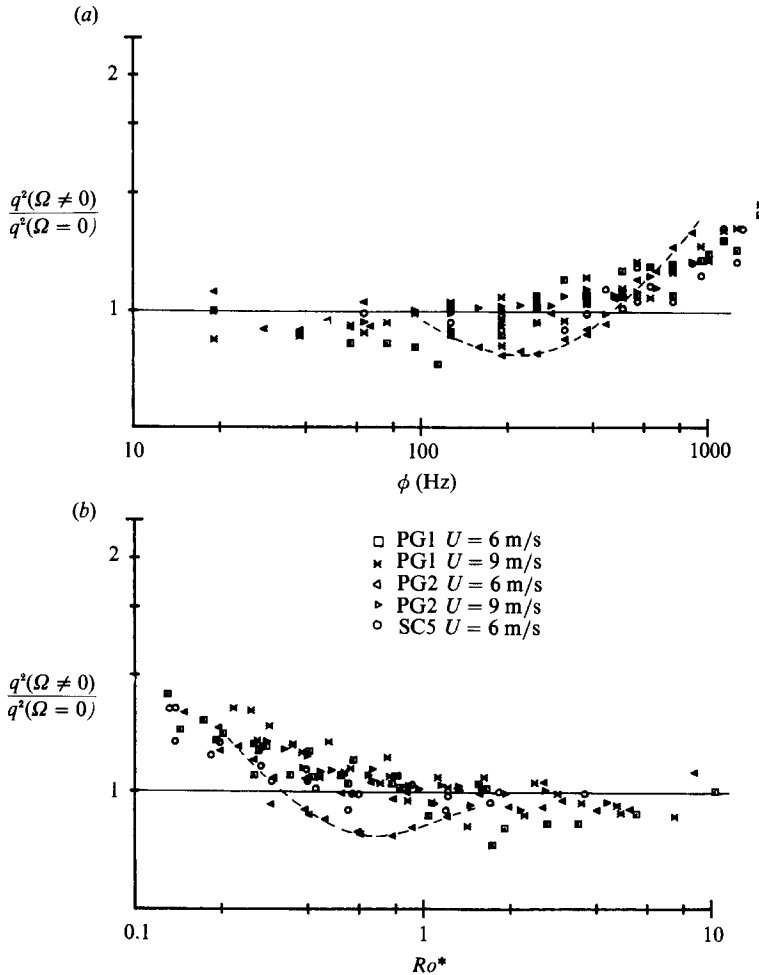 (a)
2
q²(Ω ≠ 0)
q²(Ω = 0)
1
10
100
1000
ϕ (Hz)
(b)
PG1 U = 6 m/s
PG1 U = 9 m/s
PG2 U = 6 m/s
PG2 U = 9 m/s
SC5 U = 6 m/s
2
q²(Ω ≠ 0)
q²(Ω = 0)
1
0.1
1
10
Ro*